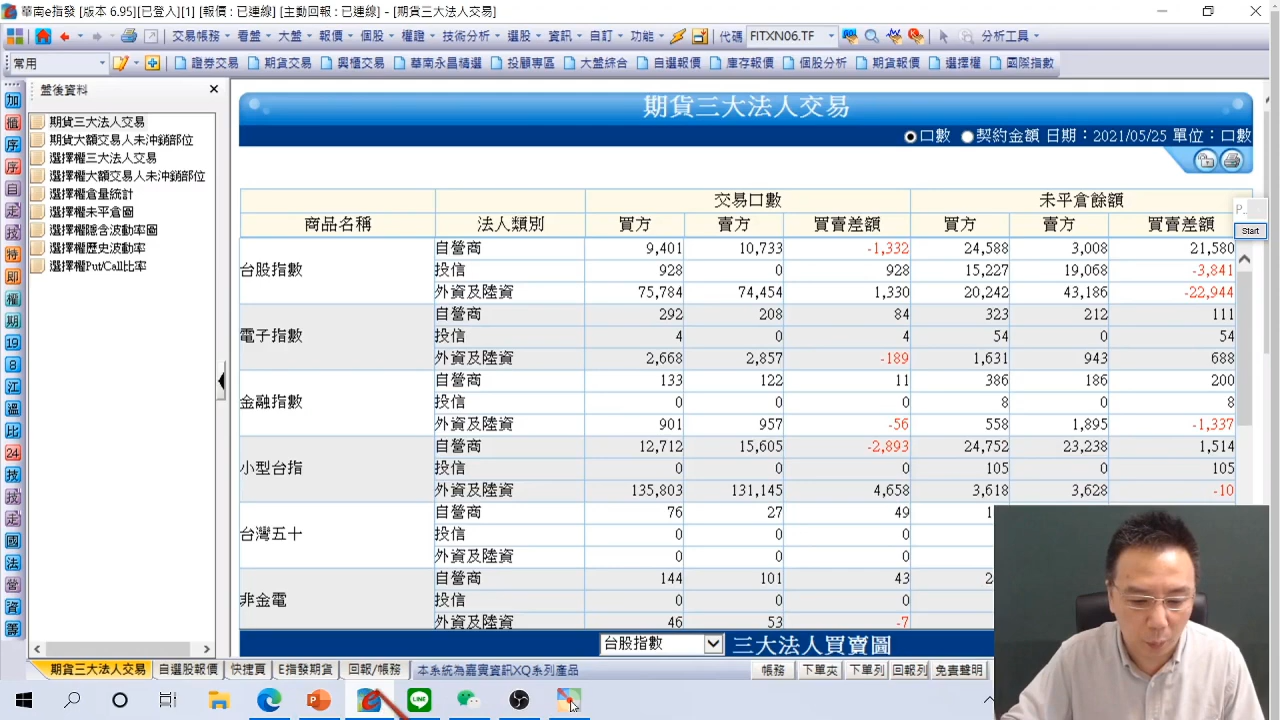 華南e指發 [版本 6.95][已登入][1] [報價：已連線] [主動回報：已連線] - [期貨三大法人交易]
交易帳務 看盤 大盤 報價 個股 權證 技術分析 選股 資訊 自訂 功能 代碼 FITXN06.TF 分析工具
常用 證券交易 期貨交易 興櫃交易 華南永昌精選 投顧專區 大盤綜合 自選報價 庫存報價 個股分析 期貨報價 選擇權 國際指數
盤後資料
期貨三大法人交易
期貨大額交易人未沖銷部位
選擇權三大法人交易
選擇權大額交易人未沖銷部位
選擇權倉量統計
選擇權未平倉圖
選擇權隱含波動率圖
選擇權歷史波動率
選擇權Put/Call比率
期貨三大法人交易
口數 契約金額 日期：2021/05/25 單位：口數
交易口數 未平倉餘額
商品名稱 法人類別 買方 賣方 買賣差額 買方 賣方 買賣差額
台股指數
自營商 9,401 10,733 -1,332 24,588 3,008 21,580
投信 928 0 928 15,227 19,068 -3,841
外資及陸資 75,784 74,454 1,330 20,242 43,186 -22,944
電子指數
自營商 292 208 84 323 212 111
投信 4 0 4 54 0 54
外資及陸資 2,668 2,857 -189 1,631 943 688
金融指數
自營商 133 122 11 386 186 200
投信 0 0 0 8 0 8
外資及陸資 901 957 -56 558 1,895 -1,337
小型台指
自營商 12,712 15,605 -2,893 24,752 23,238 1,514
投信 0 0 0 105 0 105
外資及陸資 135,803 131,145 4,658 3,618 3,628 -10
台灣五十
自營商 76 27 49
投信 0 0 0
外資及陸資 0 0 0
非金電
自營商 144 101 43
投信 0 0 0
外資及陸資 46 53 -7
台股指數 三大法人買賣圖
P..
Start
加
序
序
自
走
技
特
即
權
期
19
8
江
溫
比
24
技
技
走
國
法
營
資
籌
期貨三大法人交易 自選股報價 快捷頁 E指發期貨 回報/帳務 本系統為嘉實資訊XQ系列產品 帳務 下單夾 下單列 回報列 免責聲明
LINE